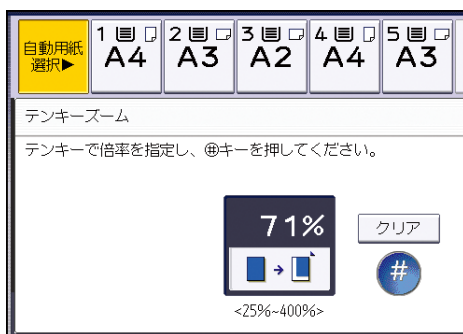 自動用紙
選択▶
1 A4
2 A3
3 A2
4 A4
5 A3
テンキーズーム
テンキーで倍率を指定し、⊕キーを押してください。
71%
クリア
#
<25%~400%>